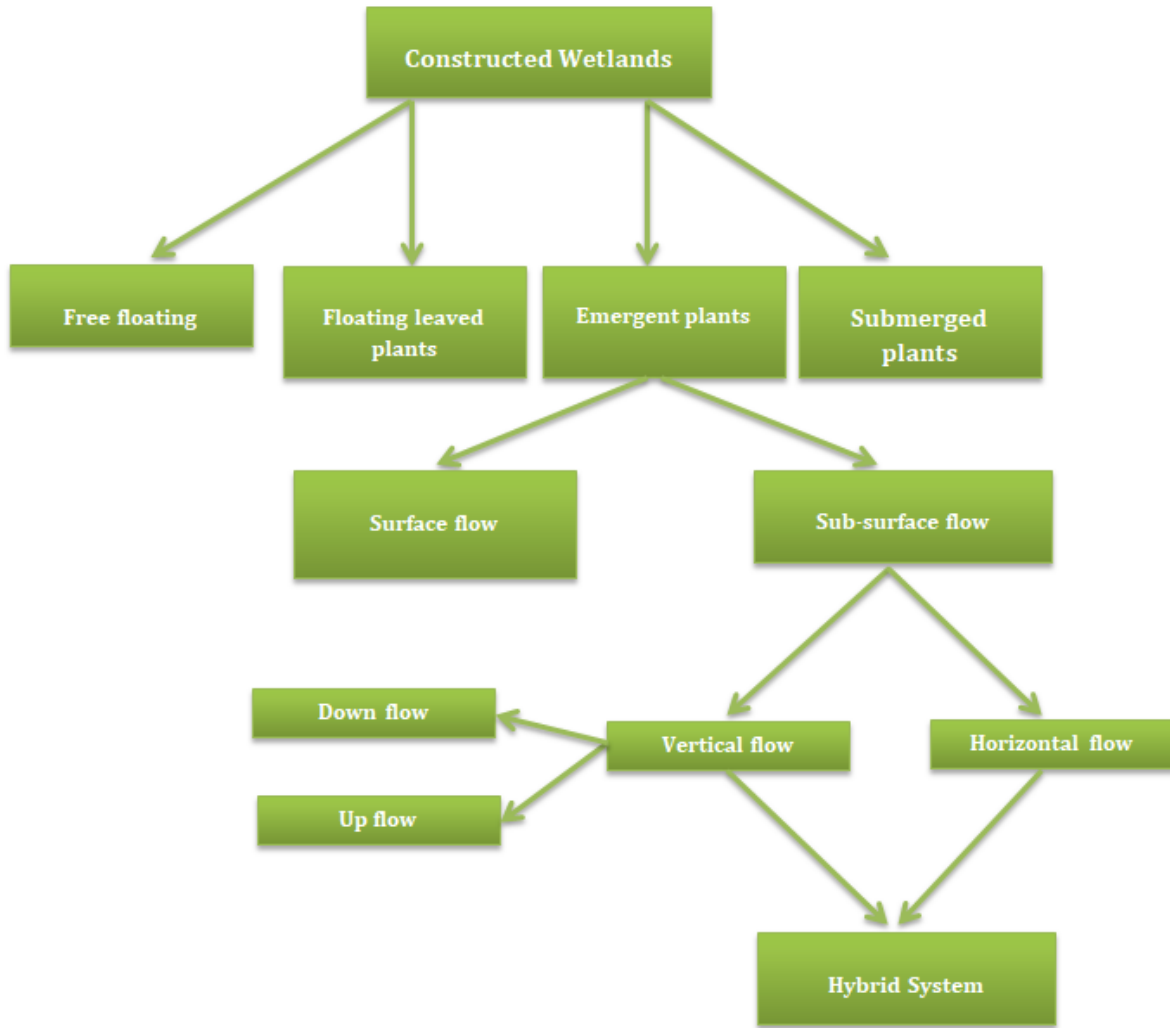 Constructed Wetlands
Free floating
Floating leaved
plants
Emergent plants
Submerged
plants
Surface flow
Sub-surface flow
Down flow
Vertical flow
Horizontal flow
Up flow
Hybrid System